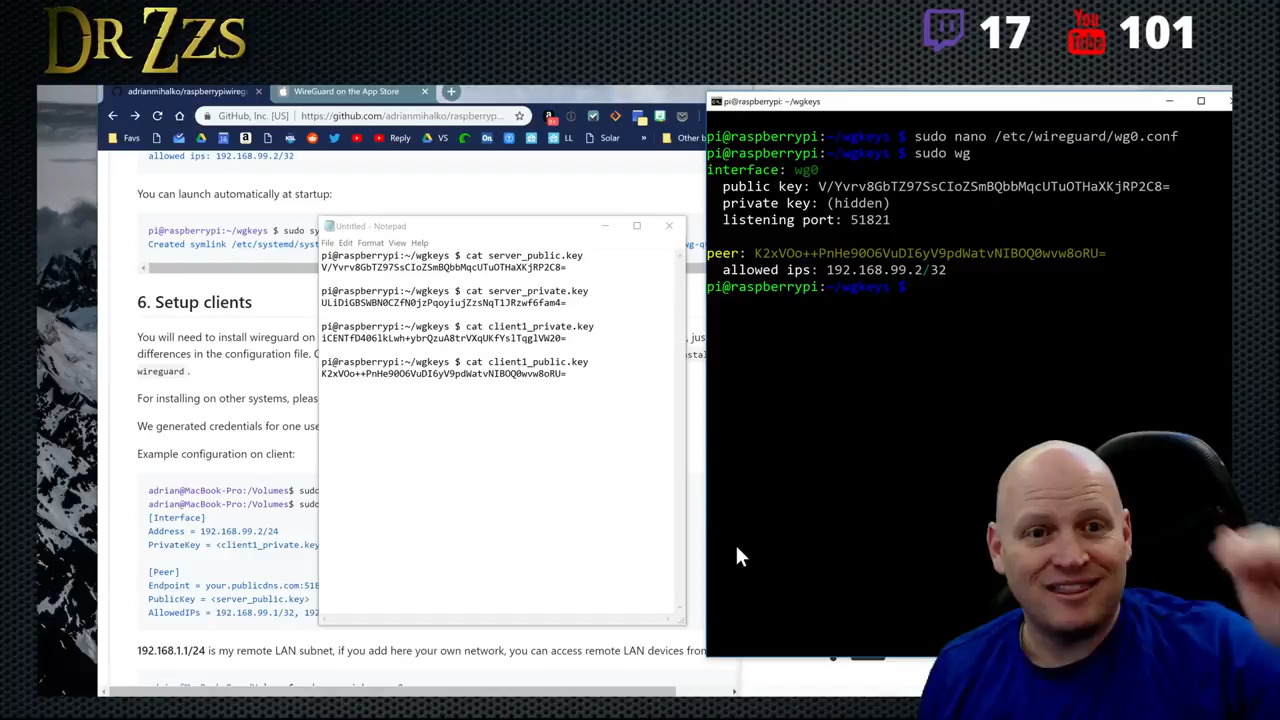 DR ZZS
17
101
adrianmihalko/raspberrypiwireg
WireGuard on the App Store
GitHub, Inc. [US]
https://github.com/adrianmihalko/raspberryp...
Favs
Reply
VS
On
LL
Solar
Other b
allowed ips: 192.168.99.2/32
You can launch automatically at startup:
pi@raspberrypi:~/wgkeys $ sudo sy
Created symlink /etc/systemd/syst
wg-q
6. Setup clients
You will need to install wireguard on
, jus
differences in the configuration file.
instal
wireguard .
For installing on other systems, pleas
We generated credentials for one use
Example configuration on client:
adrian@MacBook-Pro:/Volumes$ sudo
adrian@MacBook-Pro:/Volumes$ sudo
[Interface]
Address = 192.168.99.2/24
PrivateKey = <client1_private.key
[Peer]
Endpoint = your.publicdns.com:518
PublicKey = <server_public.key>
AllowedIPs = 192.168.99.1/32, 192
192.168.1.1/24 is my remote LAN subnet, if you add here your own network, you can access remote LAN devices from
Untitled - Notepad
File Edit Format View Help
pi@raspberrypi:~/wgkeys $ cat server_public.key
V/Yvrv8GbTZ97SsCIoZSmBQbbMqcUTuOTHaXKjRP2C8=
pi@raspberrypi:~/wgkeys $ cat server_private.key
ULiDiGBSWBN0CZfN0jzPqoyiujZzsNqT1JRzwf6fam4=
pi@raspberrypi:~/wgkeys $ cat client1_private.key
iCENTfD406lkLwh+ybrQzuA8trVXqUKfYslTqglVW20=
pi@raspberrypi:~/wgkeys $ cat client1_public.key
K2xVOo++PnHe90O6VuDI6yV9pdWatvNIBOQ0wvw8oRU=
pi@raspberrypi: ~/wgkeys
pi@raspberrypi:~/wgkeys $ sudo nano /etc/wireguard/wg0.conf
pi@raspberrypi:~/wgkeys $ sudo wg
interface: wg0
public key: V/Yvrv8GbTZ97SsCIoZSmBQbbMqcUTuOTHaXKjRP2C8=
private key: (hidden)
listening port: 51821
peer: K2xVOo++PnHe90O6VuDI6yV9pdWatvNIBOQ0wvw8oRU=
allowed ips: 192.168.99.2/32
pi@raspberrypi:~/wgkeys $